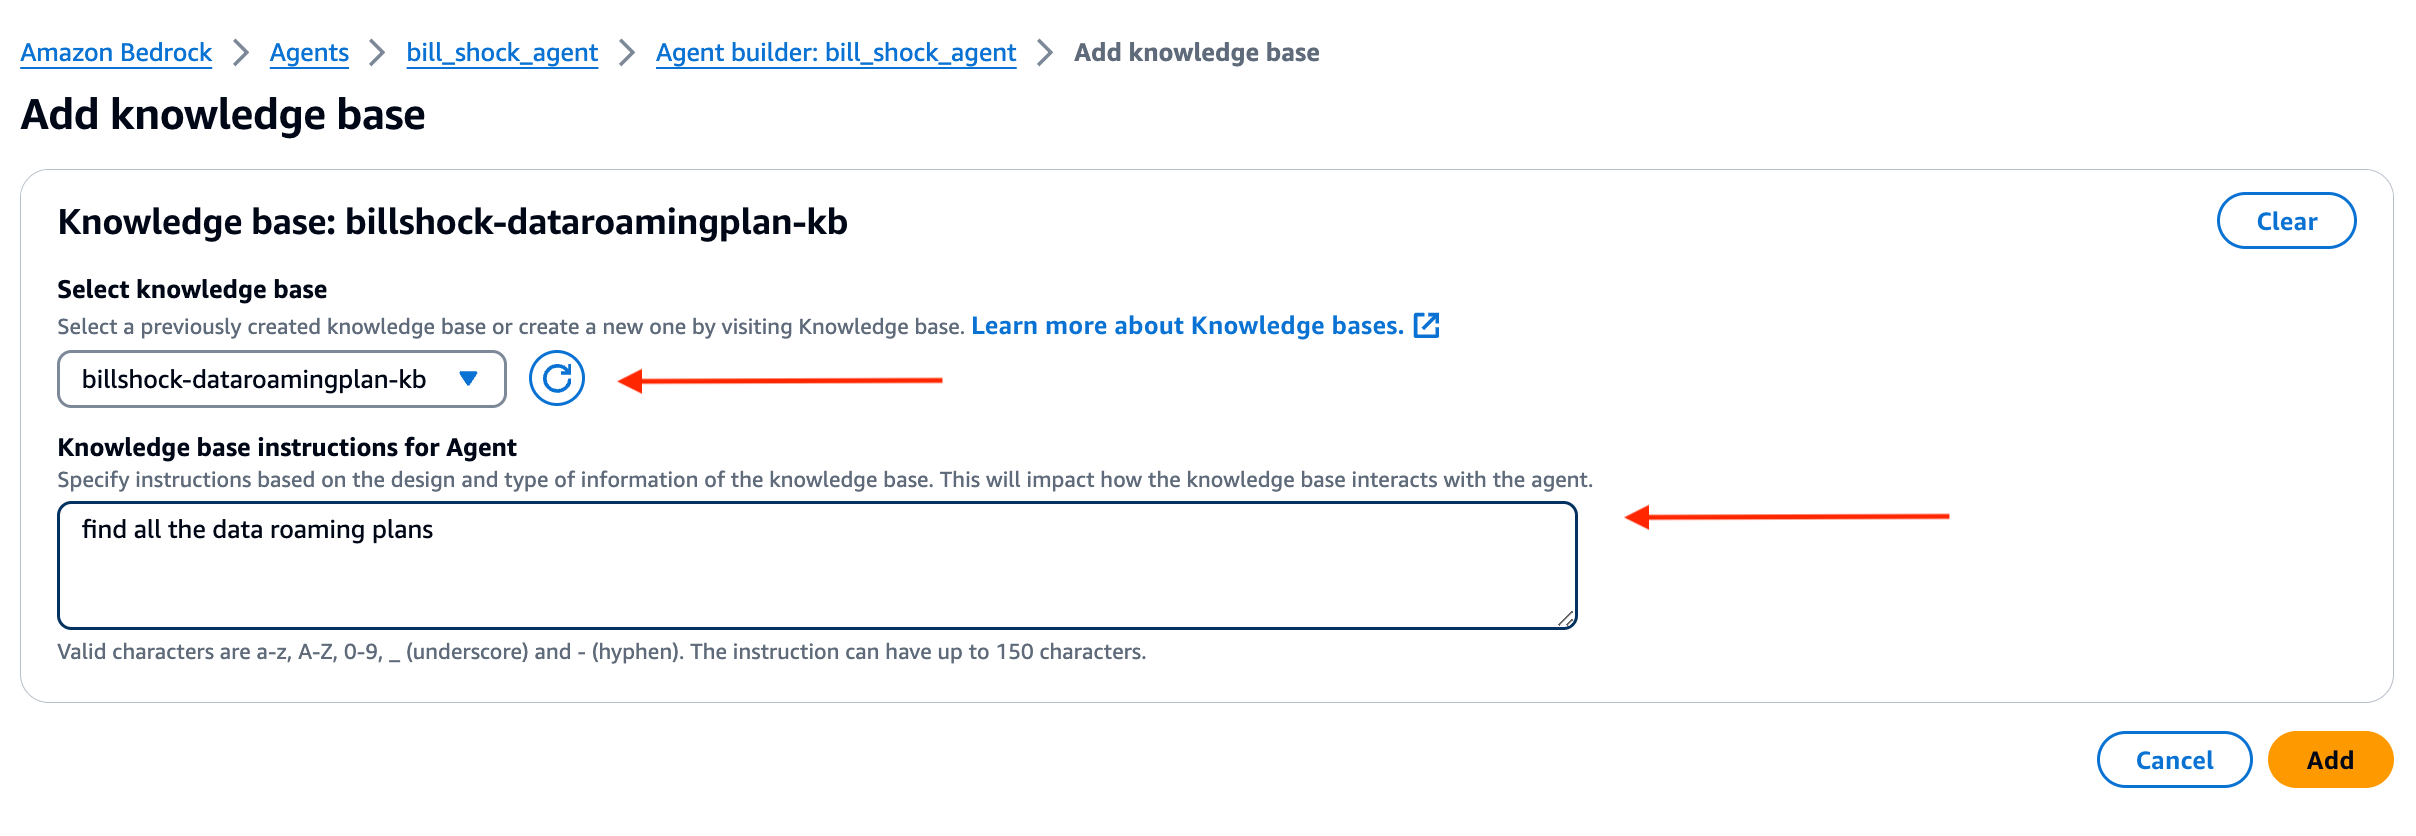 Amazon Bedrock > Agents > bill_shock_agent > Agent builder: bill_shock_agent > Add knowledge base
Add knowledge base
Knowledge base: billshock-dataroamingplan-kb
Clear
Select knowledge base
Select a previously created knowledge base or create a new one by visiting Knowledge base. Learn more about Knowledge bases.
billshock-dataroamingplan-kb
Knowledge base instructions for Agent
Specify instructions based on the design and type of information of the knowledge base. This will impact how the knowledge base interacts with the agent.
find all the data roaming plans
Valid characters are a-z, A-Z, 0-9, _ (underscore) and - (hyphen). The instruction can have up to 150 characters.
Cancel
Add